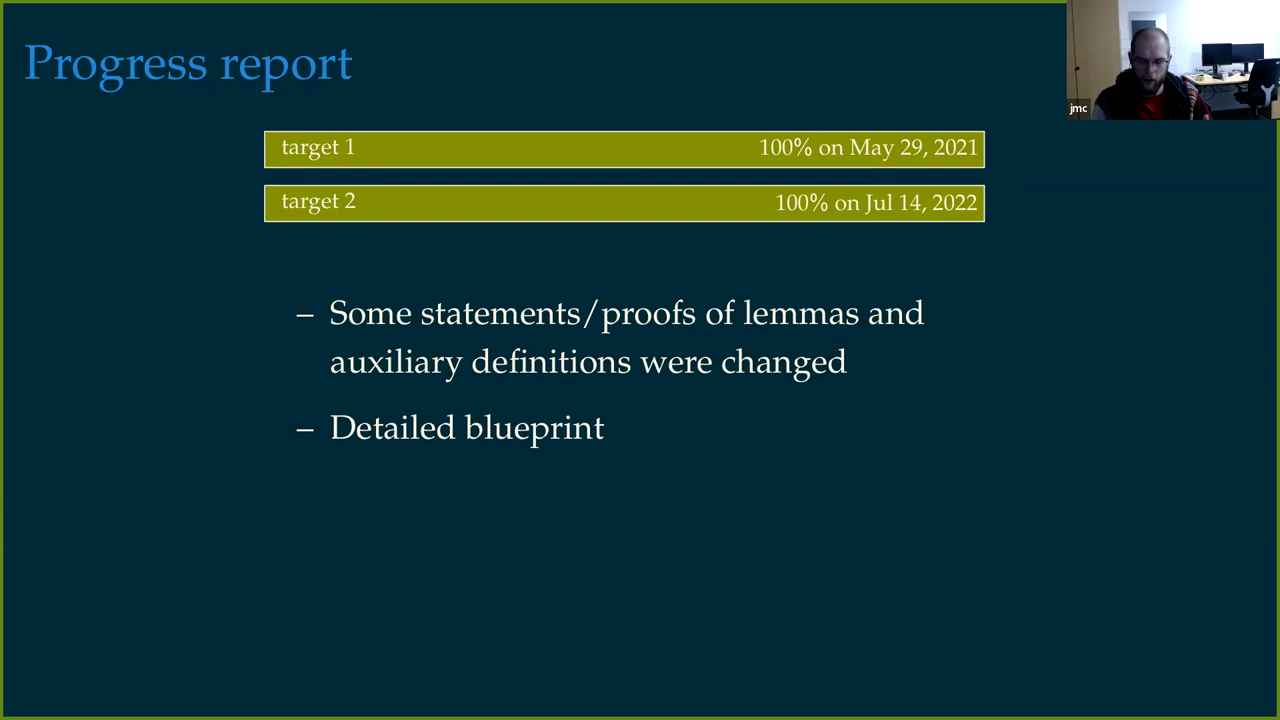 Progress report
jmc
target 1 100% on May 29, 2021
target 2 100% on Jul 14, 2022
– Some statements/proofs of lemmas and
auxiliary definitions were changed
– Detailed blueprint